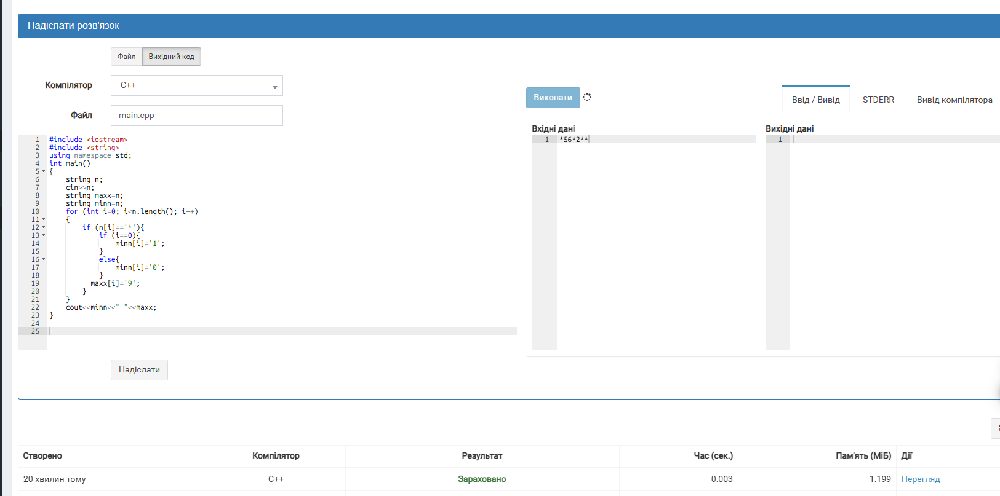 Надіслати розв'язок
Файл Вихідний код
Компілятор C++
Файл main.cpp
1 #include <iostream>
2 #include <string>
3 using namespace std;
4 int main()
5 {
6     string n;
7     cin>>n;
8     string maxx=n;
9     string minn=n;
10     for (int i=0; i<n.length(); i++)
11     {
12         if (n[i]=='*'){
13             if (i==0){
14                 minn[i]='1';
15             }
16             else{
17                 minn[i]='0';
18             }
19           maxx[i]='9';
20         }
21     }
22     cout<<minn<<" "<<maxx;
23 }
24
25
Надіслати
Виконати
Ввід / Вивід STDERR Вивід компілятора
Вхідні дані
1 *56*2**
Вихідні дані
1
Створено Компілятор Результат Час (сек.) Пам'ять (МіБ) Дії
20 хвилин тому C++ Зараховано 0.003 1.199 Перегляд